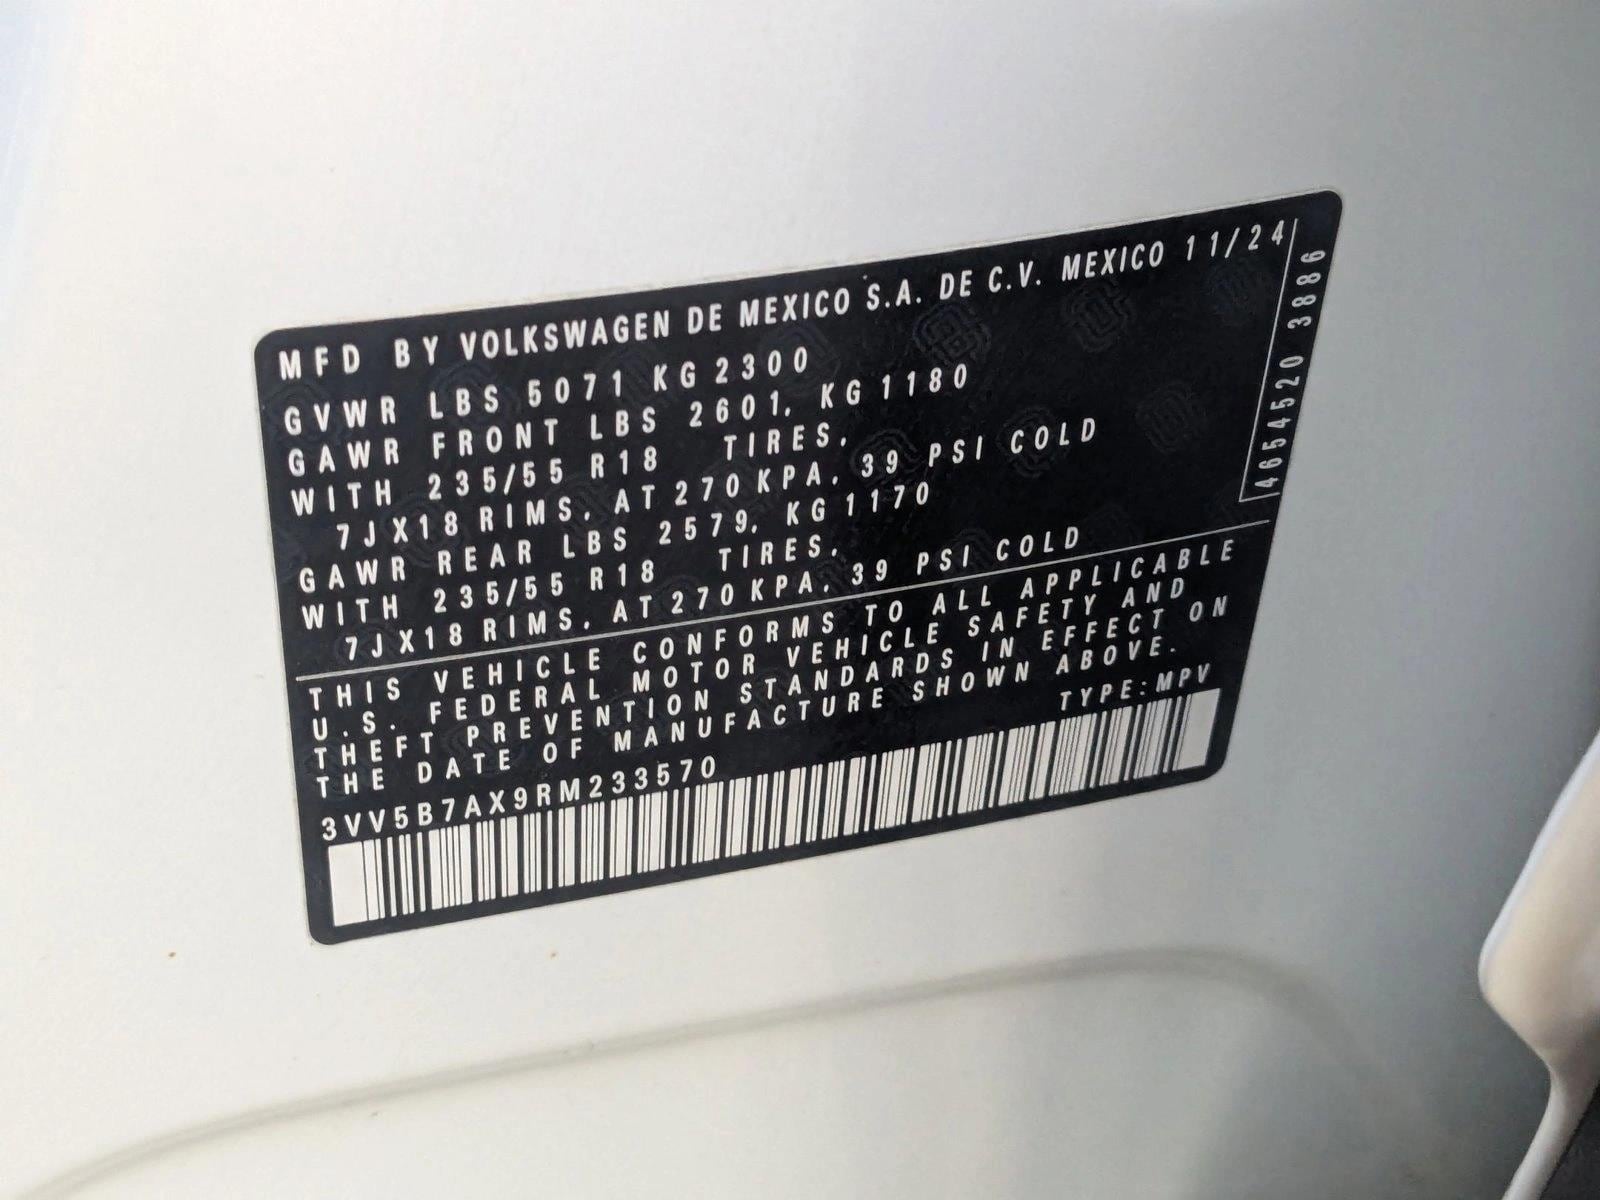 MFD BY VOLKSWAGEN DE MEXICO S.A. DE C.V. MEXICO 11/24
GVWR LBS 5071 KG 2300
GAWR FRONT LBS 2601, KG 1180
WITH 235/55 R18 TIRES,
7JX18 RIMS, AT 270 KPA, 39 PSI COLD
GAWR REAR LBS 2579, KG 1170
WITH 235/55 R18 TIRES,
7JX18 RIMS, AT 270 KPA, 39 PSI COLD
THIS VEHICLE CONFORMS TO ALL APPLICABLE
U.S. FEDERAL MOTOR VEHICLE SAFETY AND
THEFT PREVENTION STANDARDS IN EFFECT ON
THE DATE OF MANUFACTURE SHOWN ABOVE.
3VV5B7AX9RM233570 TYPE:MPV
4654520 3886